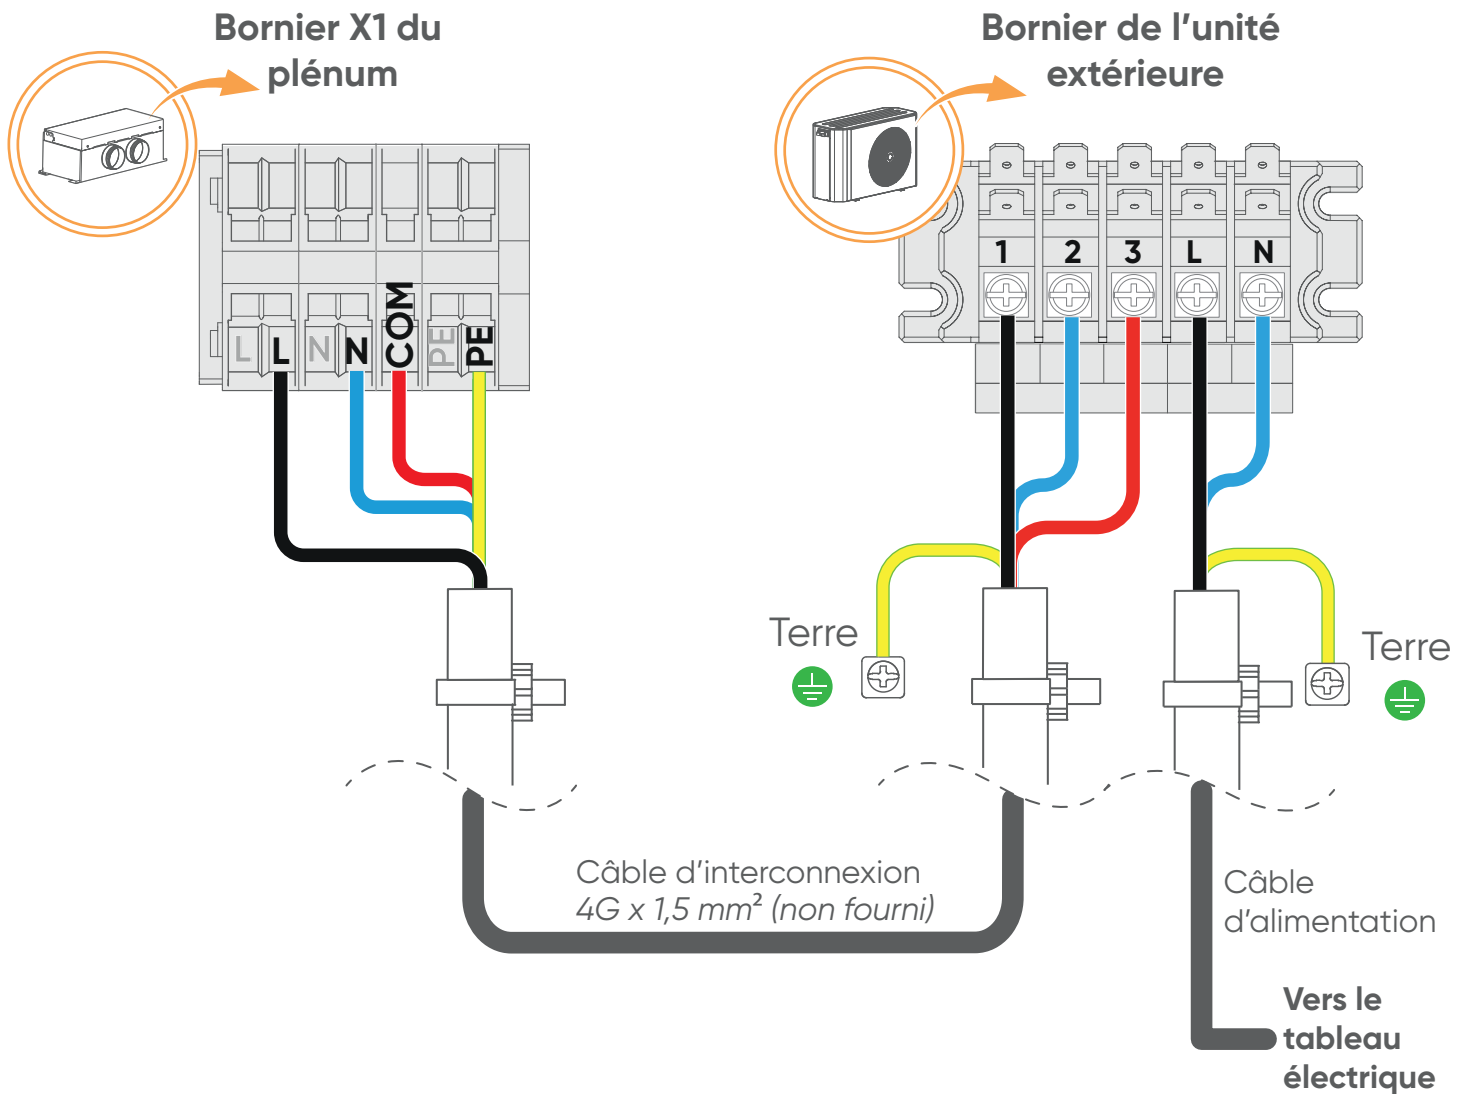 Bornier X1 du
plénum
Bornier de l'unité
extérieure
L L N N COM PE PE
1 2 3 L N
Terre
Terre
Câble d'interconnexion
4G x 1,5 mm² (non fourni)
Câble
d'alimentation
Vers le
tableau
électrique